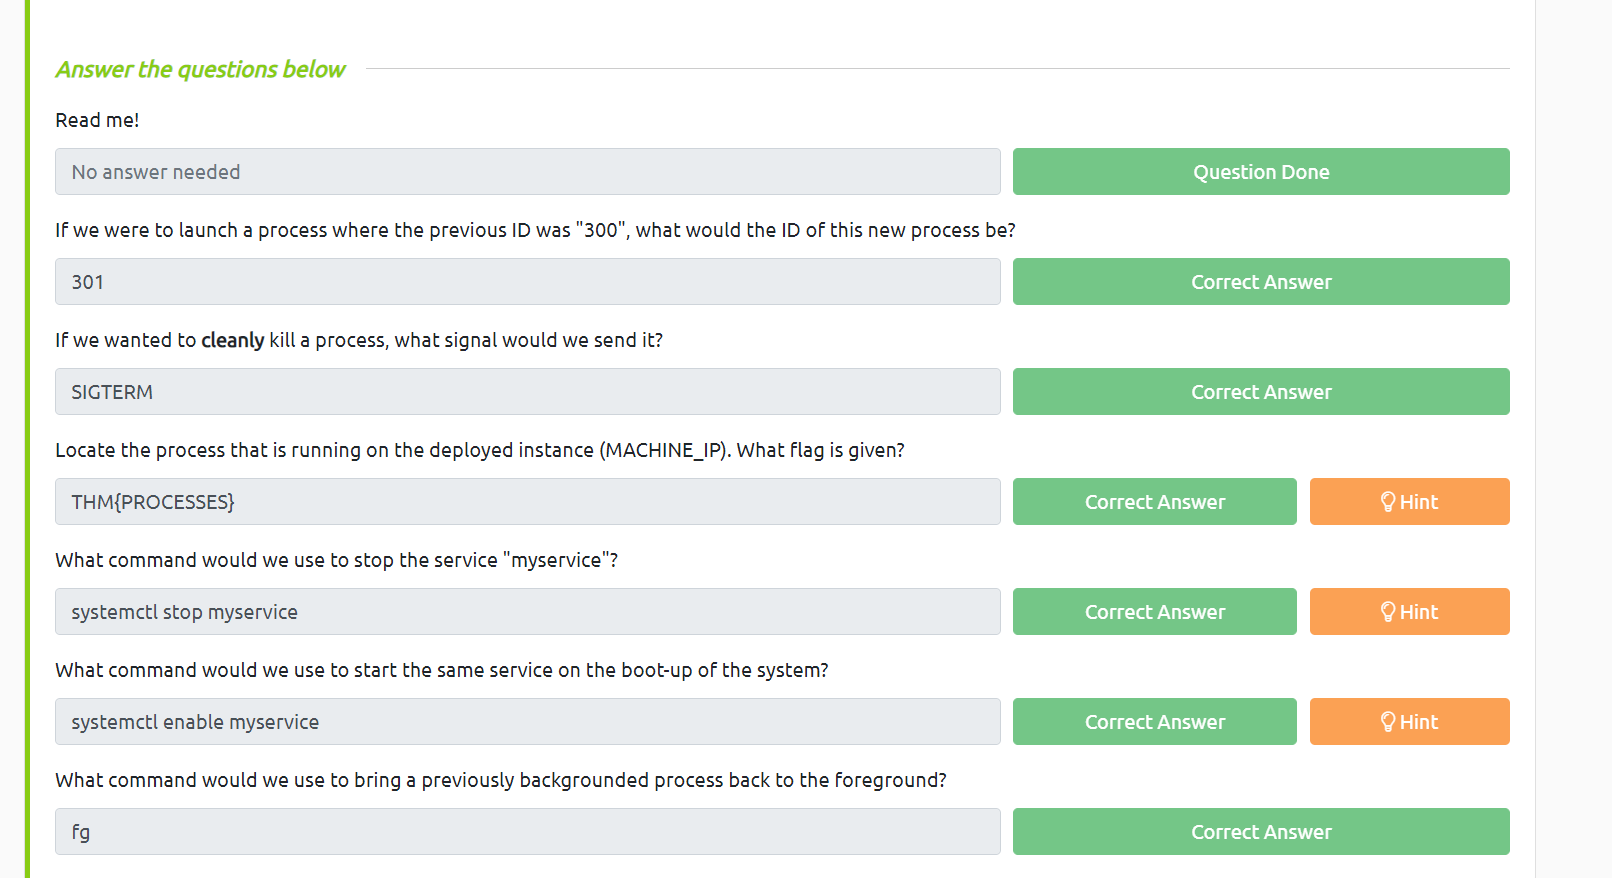 Answer the questions below
Read me!
No answer needed
Question Done
If we were to launch a process where the previous ID was "300", what would the ID of this new process be?
301
Correct Answer
If we wanted to cleanly kill a process, what signal would we send it?
SIGTERM
Correct Answer
Locate the process that is running on the deployed instance (MACHINE_IP). What flag is given?
THM{PROCESSES}
Correct Answer
Hint
What command would we use to stop the service "myservice"?
systemctl stop myservice
Correct Answer
Hint
What command would we use to start the same service on the boot-up of the system?
systemctl enable myservice
Correct Answer
Hint
What command would we use to bring a previously backgrounded process back to the foreground?
fg
Correct Answer